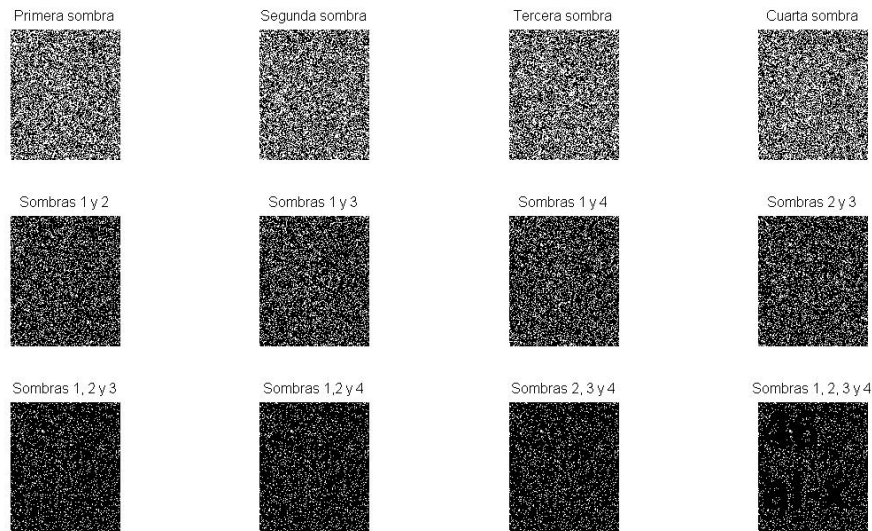 Primera sombra
Segunda sombra
Tercera sombra
Cuarta sombra
Sombras 1 y 2
Sombras 1 y 3
Sombras 1 y 4
Sombras 2 y 3
Sombras 1, 2 y 3
Sombras 1,2 y 4
Sombras 2, 3 y 4
Sombras 1, 2, 3 y 4